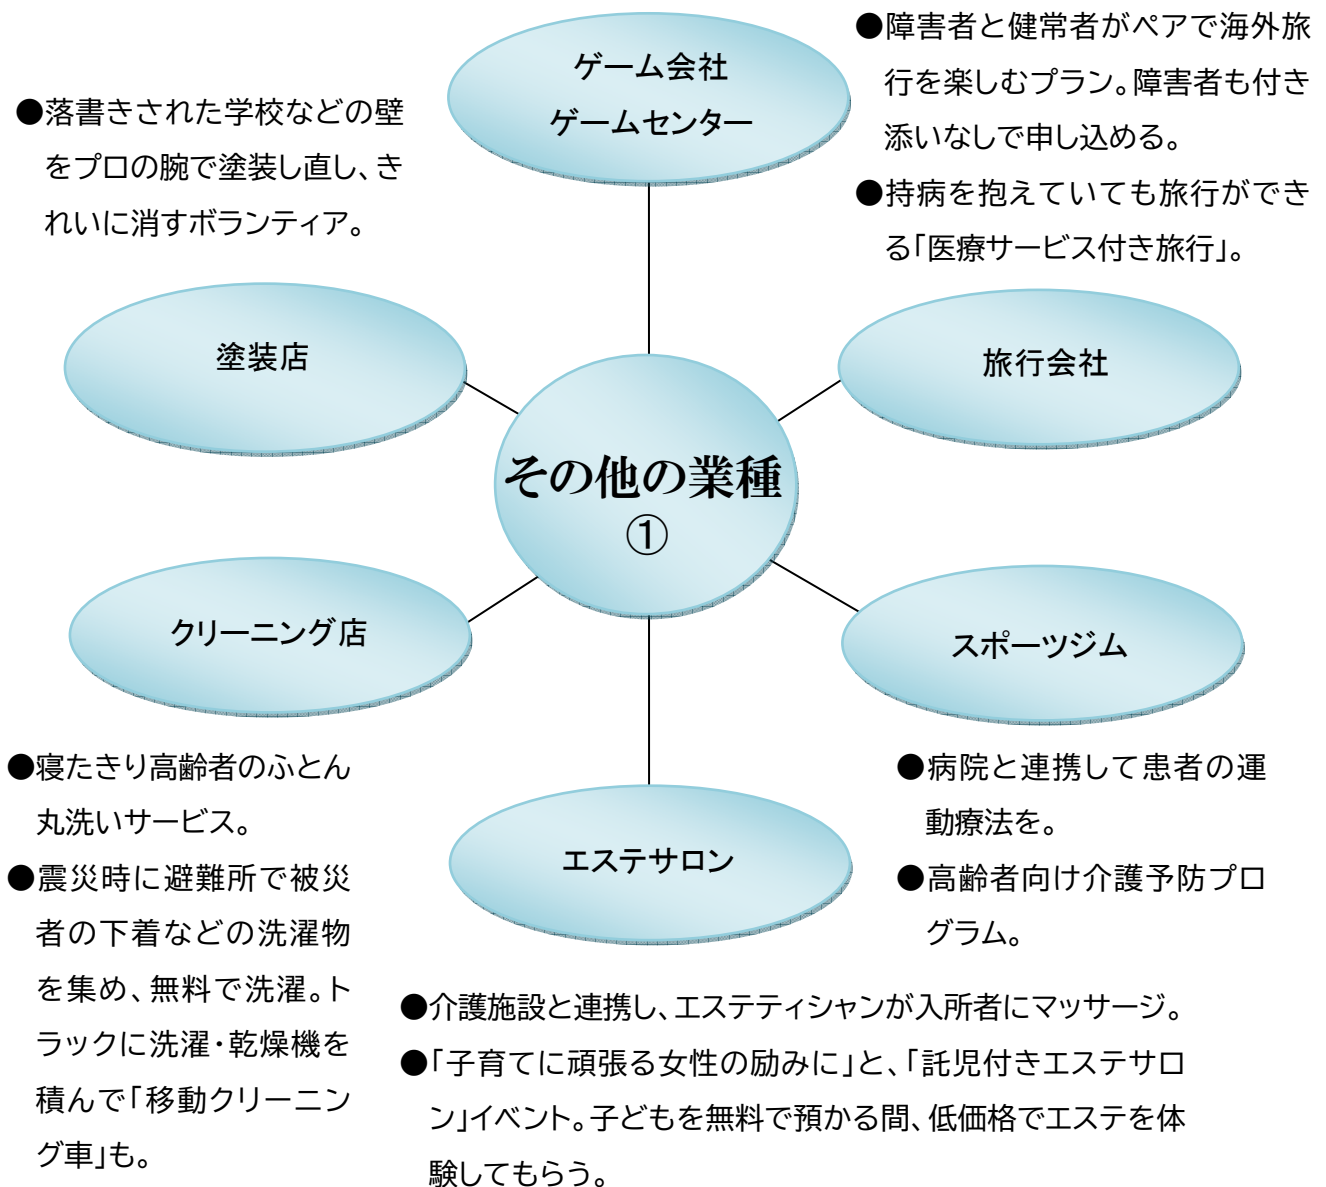 ゲーム会社
ゲームセンター
●障害者と健常者がペアで海外旅
行を楽しむプラン。障害者も付き
添いなしで申し込める。
●持病を抱えていても旅行ができ
る「医療サービス付き旅行」。
●落書きされた学校などの壁
をプロの腕で塗装し直し、き
れいに消すボランティア。
塗装店
旅行会社
その他の業種
①
クリーニング店
スポーツジム
●寝たきり高齢者のふとん
丸洗いサービス。
●震災時に避難所で被災
者の下着などの洗濯物
を集め、無料で洗濯。ト
ラックに洗濯・乾燥機を
積んで「移動クリーニン
グ車」も。
エステサロン
●病院と連携して患者の運
動療法を。
●高齢者向け介護予防プロ
グラム。
●介護施設と連携し、エステティシャンが入所者にマッサージ。
●「子育てに頑張る女性の励みに」と、「託児付きエステサロ
ン」イベント。子どもを無料で預かる間、低価格でエステを体
験してもらう。